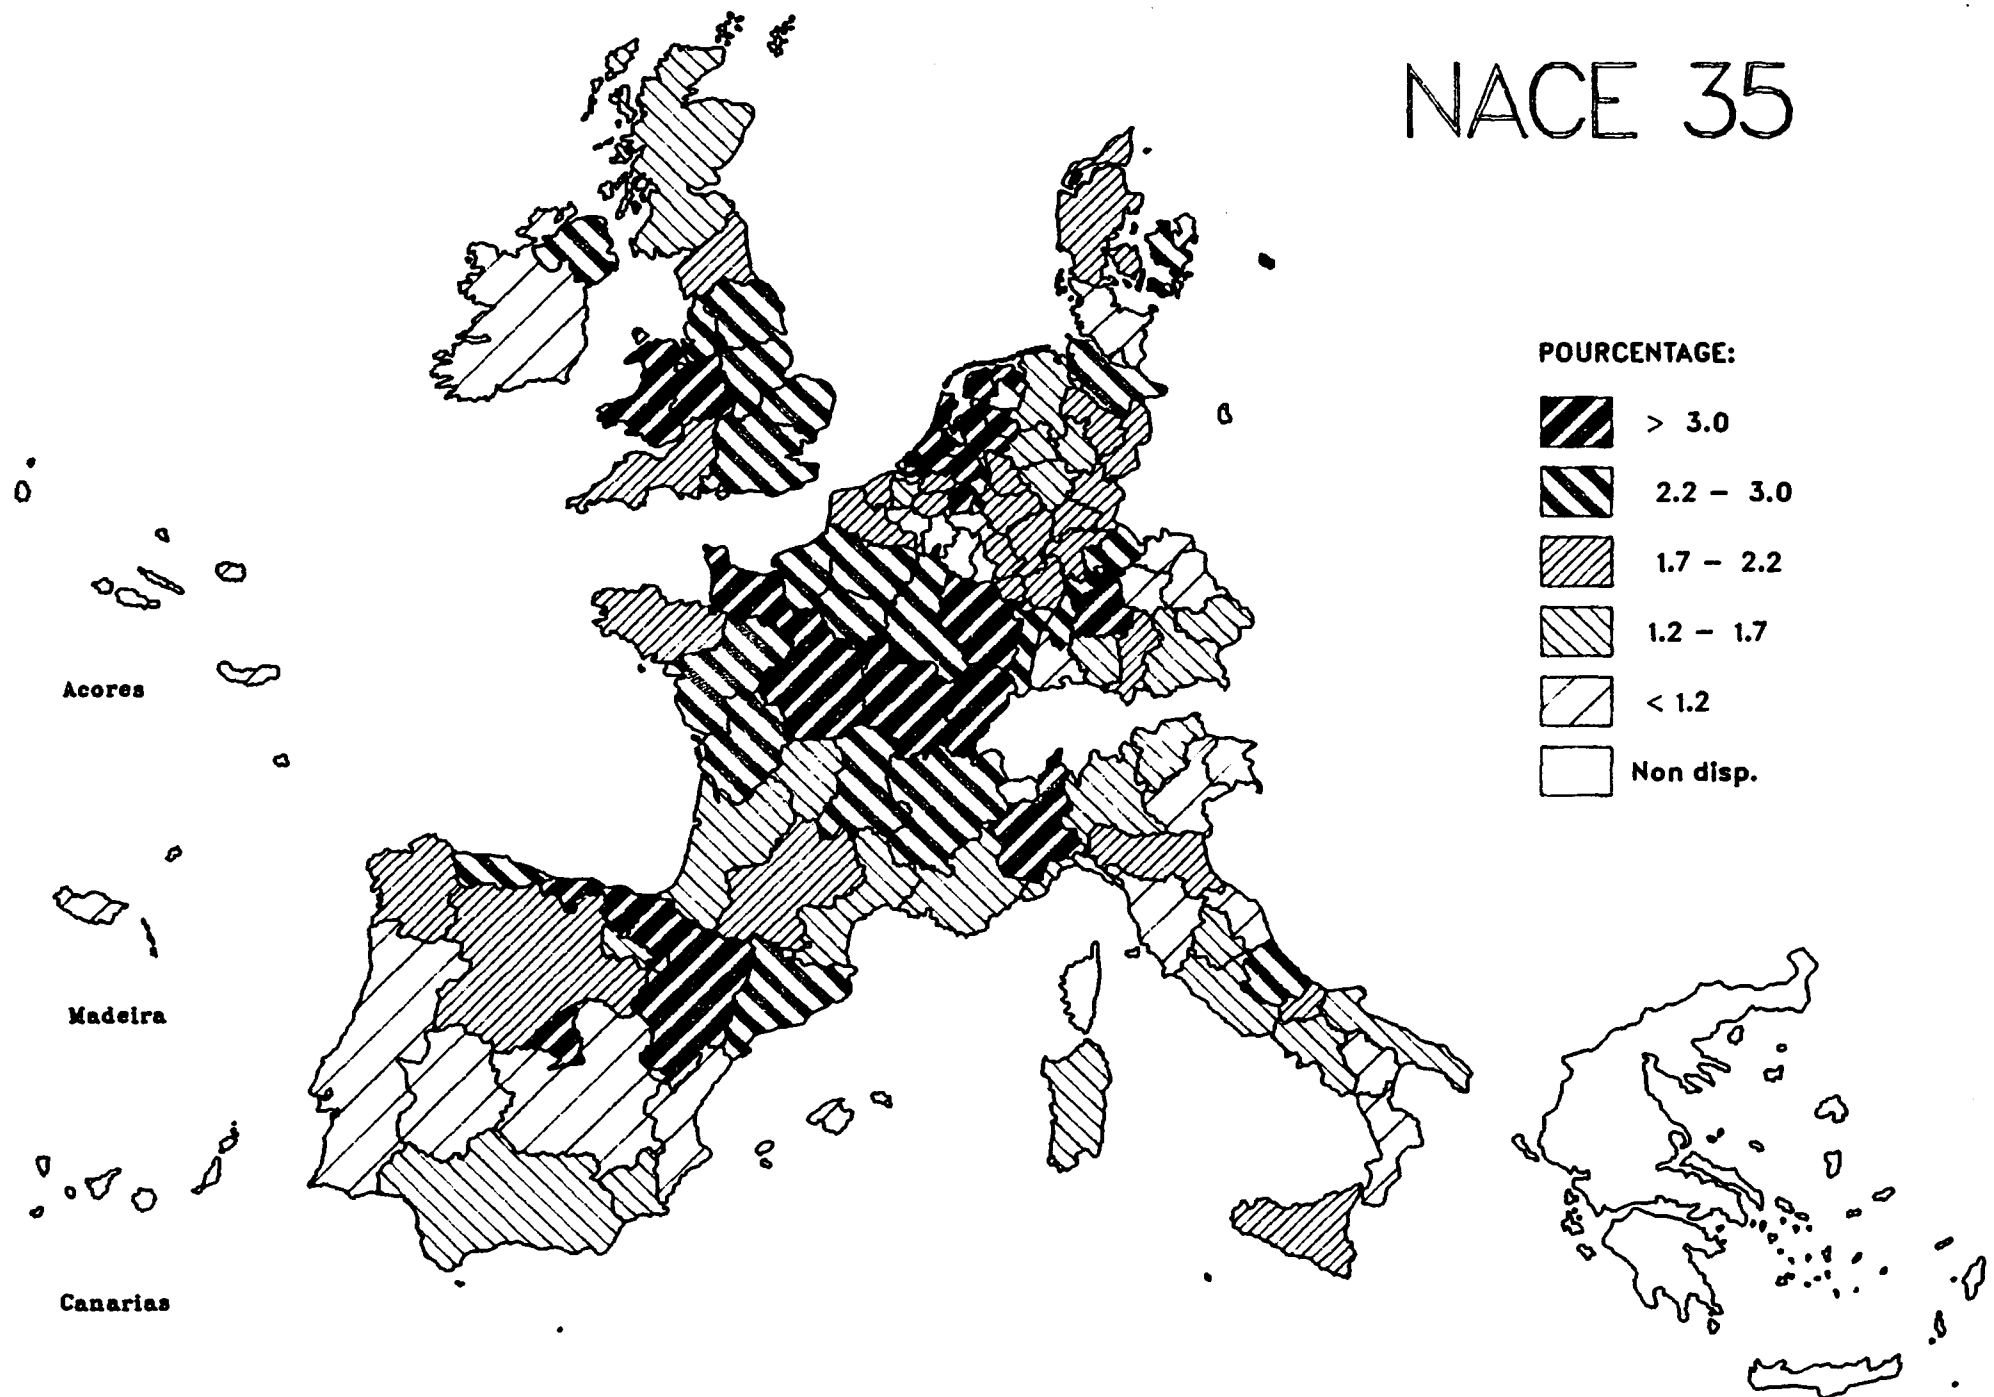 NACE 35
POURCENTAGE:
> 3.0
2.2 – 3.0
1.7 – 2.2
1.2 – 1.7
< 1.2
Non disp.
Acores
Madeira
Canarias